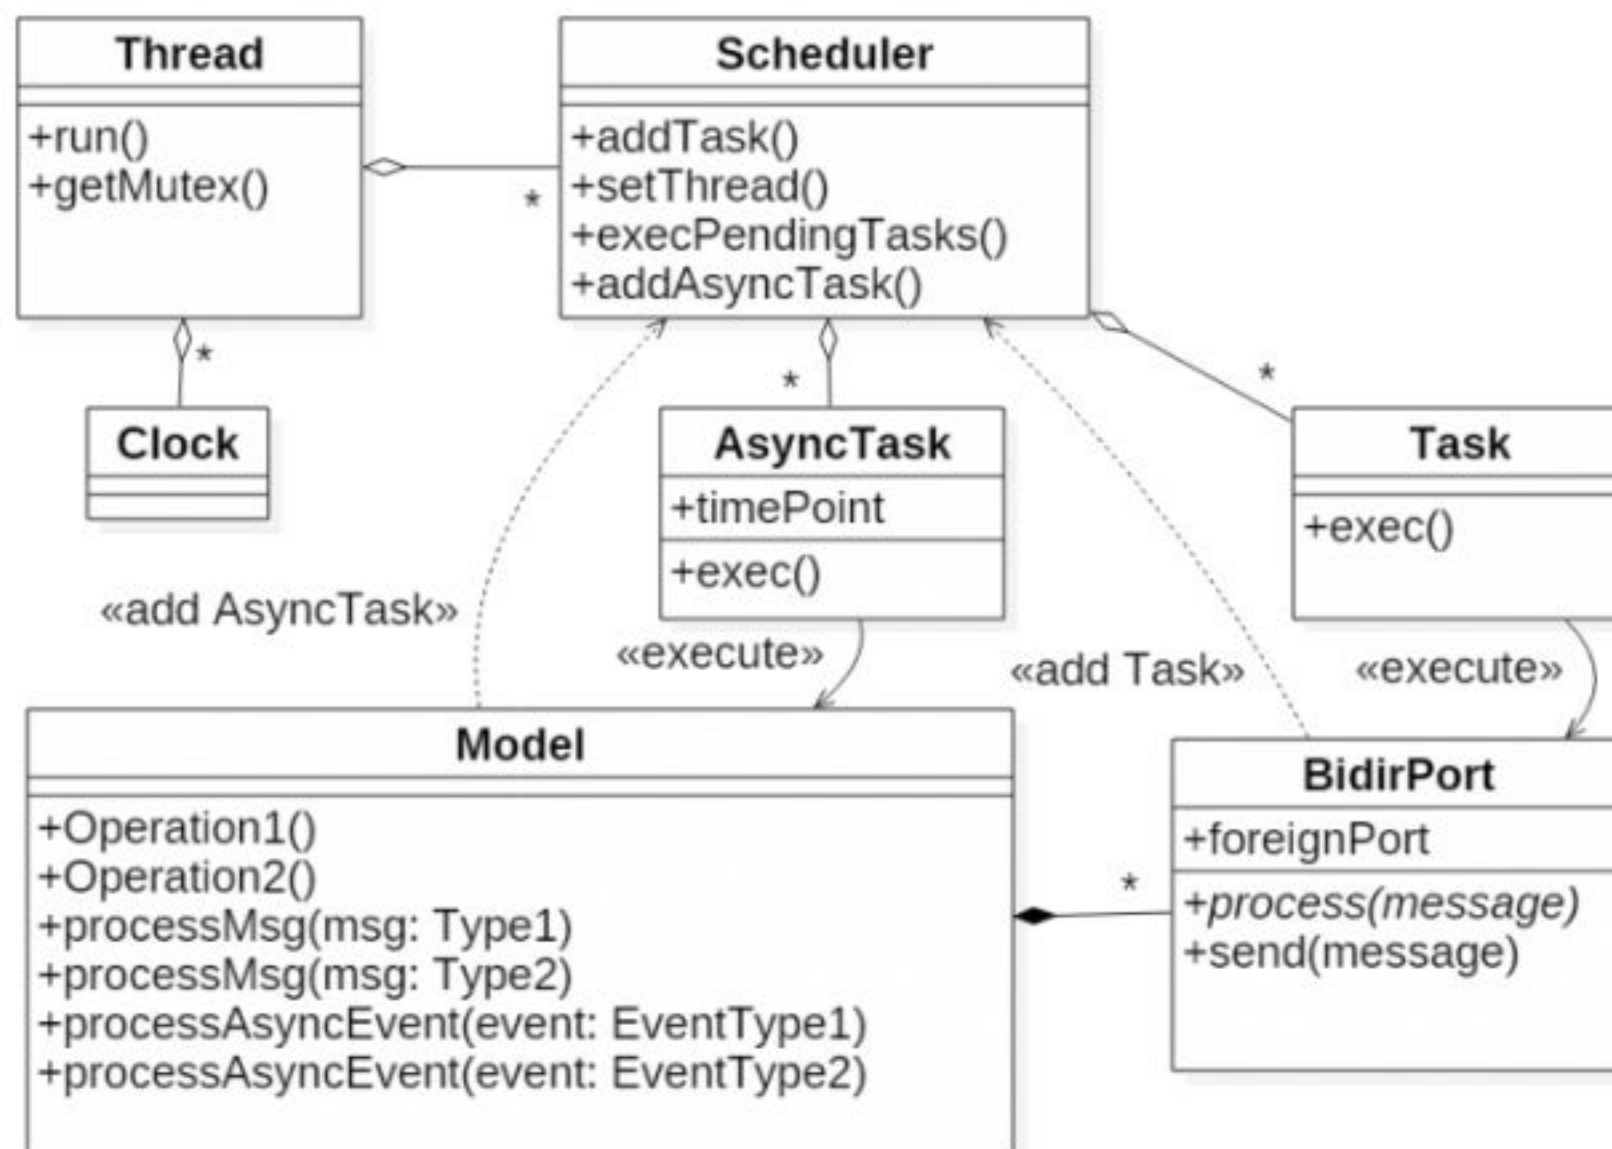 Thread
+run()
+getMutex()
*
*
Scheduler
+addTask()
+setThread()
+execPendingTasks()
+addAsyncTask()
*
*
Clock
AsyncTask
+timePoint
+exec()
Task
+exec()
«add AsyncTask»
«execute»
«add Task»
«execute»
Model
+Operation1()
+Operation2()
+processMsg(msg: Type1)
+processMsg(msg: Type2)
+processAsyncEvent(event: EventType1)
+processAsyncEvent(event: EventType2)
*
BidirPort
+foreignPort
+process(message)
+send(message)